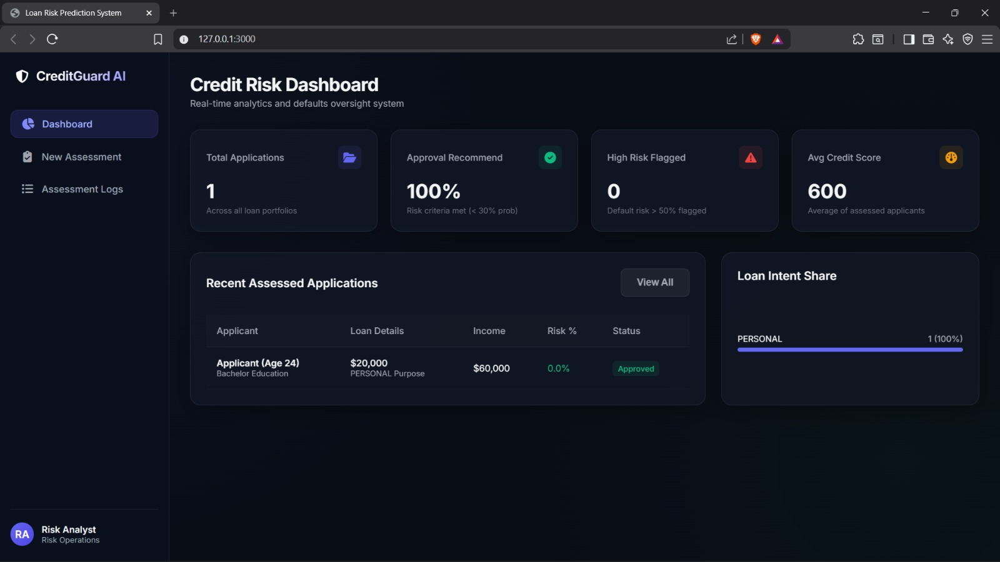 Loan Risk Prediction System
127.0.0.1:3000
CreditGuard AI
Dashboard
New Assessment
Assessment Logs
RA
Risk Analyst
Risk Operations
Credit Risk Dashboard
Real-time analytics and defaults oversight system
Total Applications
1
Across all loan portfolios
Approval Recommend
100%
Risk criteria met (< 30% prob)
High Risk Flagged
0
Default risk > 50% flagged
Avg Credit Score
600
Average of assessed applicants
Recent Assessed Applications
View All
Applicant Loan Details Income Risk % Status
Applicant (Age 24) $20,000 $60,000 0.0% Approved
Bachelor Education PERSONAL Purpose
Loan Intent Share
PERSONAL 1 (100%)